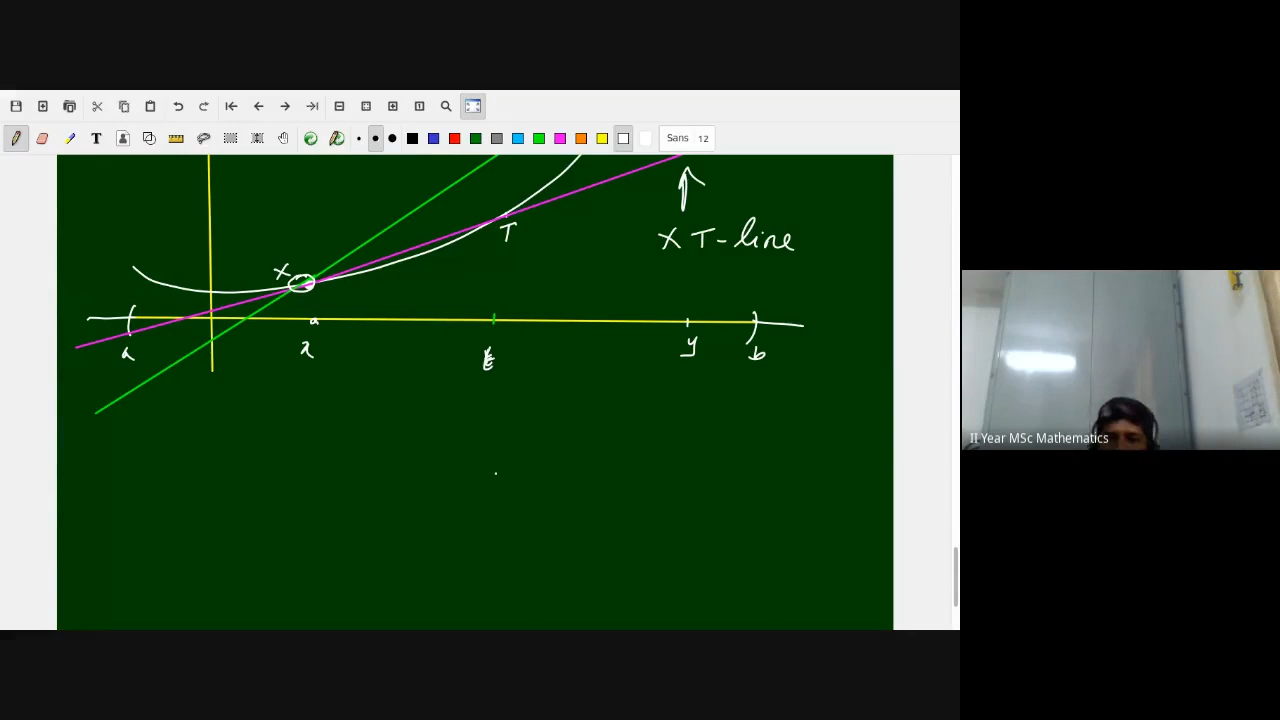 T Sans 12
X
T
X T-line
a
x
t
y
b
II Year MSc Mathematics